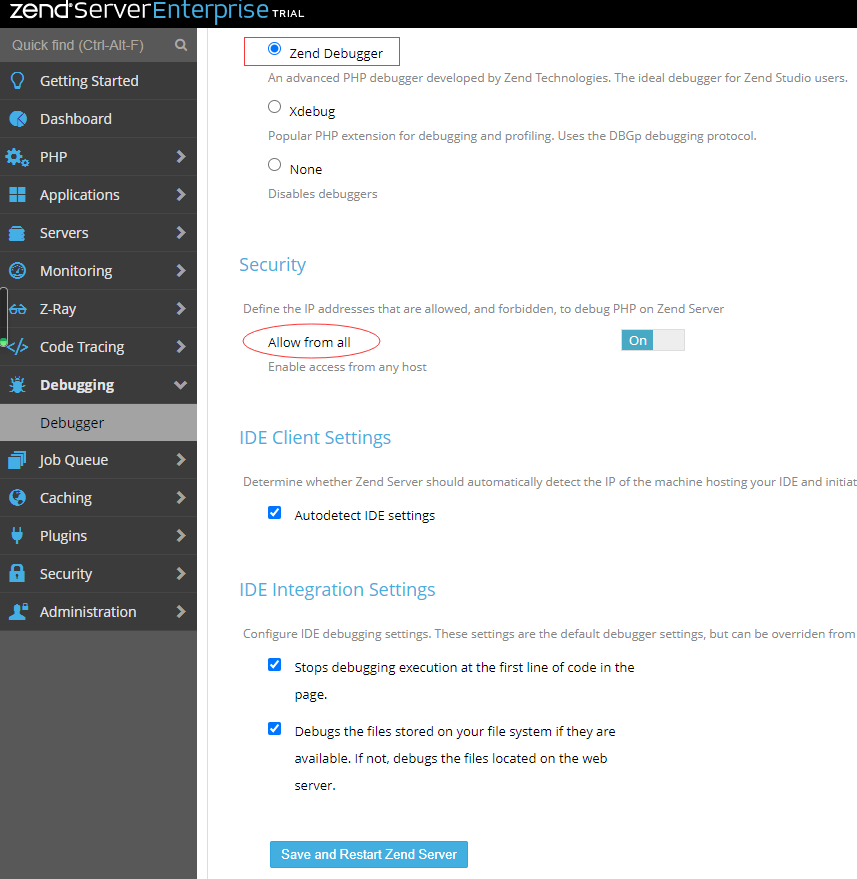 zend Server Enterprise TRIAL
Quick find (Ctrl-Alt-F)
Getting Started
Dashboard
PHP
Applications
Servers
Monitoring
Z-Ray
Code Tracing
Debugging
Debugger
Job Queue
Caching
Plugins
Security
Administration
Zend Debugger
An advanced PHP debugger developed by Zend Technologies. The ideal debugger for Zend Studio users.
Xdebug
Popular PHP extension for debugging and profiling. Uses the DBGp debugging protocol.
None
Disables debuggers
Security
Define the IP addresses that are allowed, and forbidden, to debug PHP on Zend Server
Allow from all
On
Enable access from any host
IDE Client Settings
Determine whether Zend Server should automatically detect the IP of the machine hosting your IDE and initiat
Autodetect IDE settings
IDE Integration Settings
Configure IDE debugging settings. These settings are the default debugger settings, but can be overriden from
Stops debugging execution at the first line of code in the
page.
Debugs the files stored on your file system if they are
available. If not, debugs the files located on the web
server.
Save and Restart Zend Server